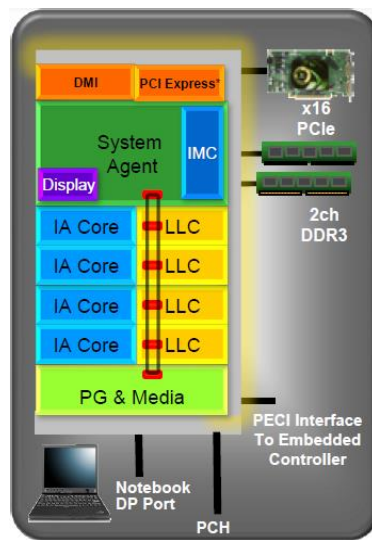 DMI
PCI Express*
x16
PCIe
System
Agent
IMC
Display
2ch
DDR3
IA Core
LLC
IA Core
LLC
IA Core
LLC
IA Core
LLC
PG & Media
PECI Interface
To Embedded
Controller
Notebook
DP Port
PCH